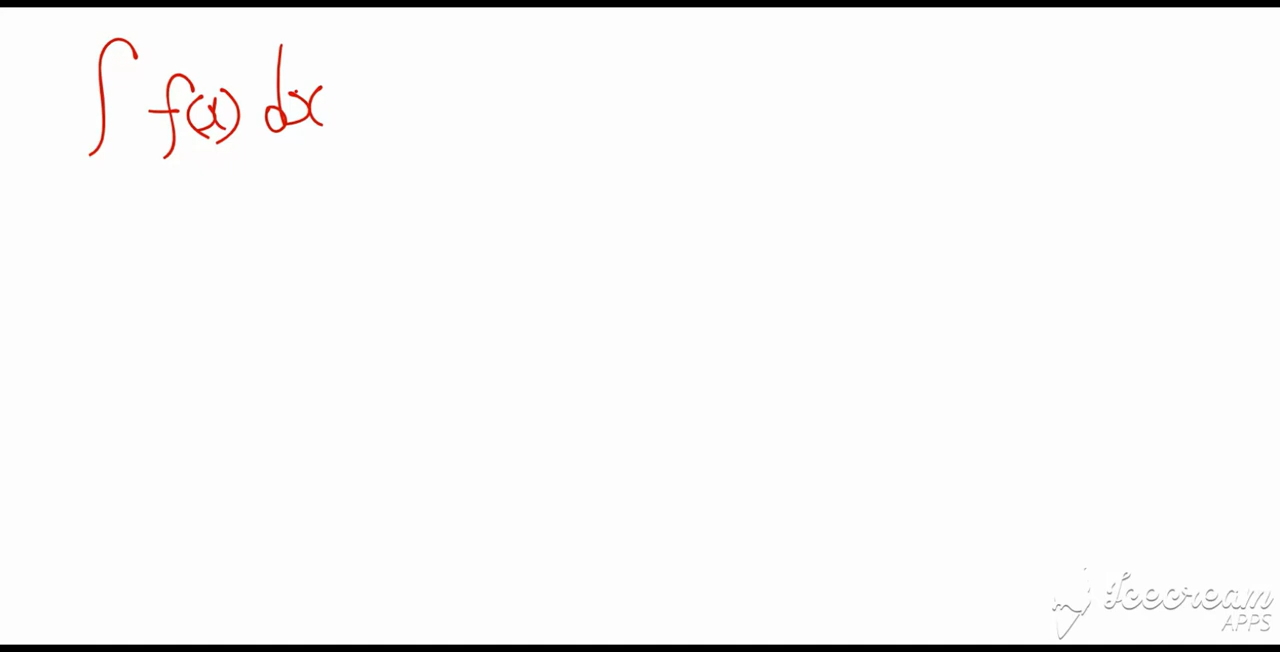 ∫ f(x) dx
Icecream
APPS